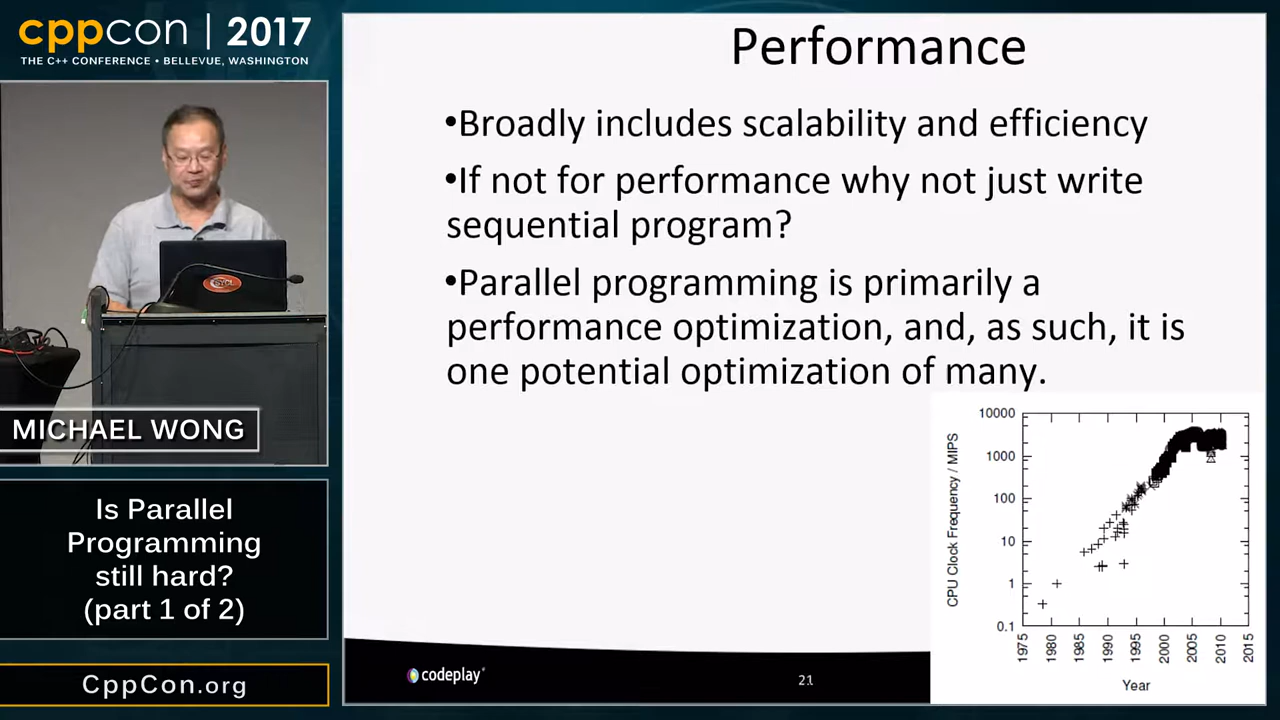 cppcon | 2017
THE C++ CONFERENCE • BELLEVUE, WASHINGTON
MICHAEL WONG
Is Parallel
Programming
still hard?
(part 1 of 2)
CppCon.org
Performance
•Broadly includes scalability and efficiency
•If not for performance why not just write
sequential program?
•Parallel programming is primarily a
performance optimization, and, as such, it is
one potential optimization of many.
CPU Clock Frequency / MIPS
10000
1000
100
10
1
0.1
1975
1980
1985
1990
1995
2000
2005
2010
2015
Year
codeplay
21